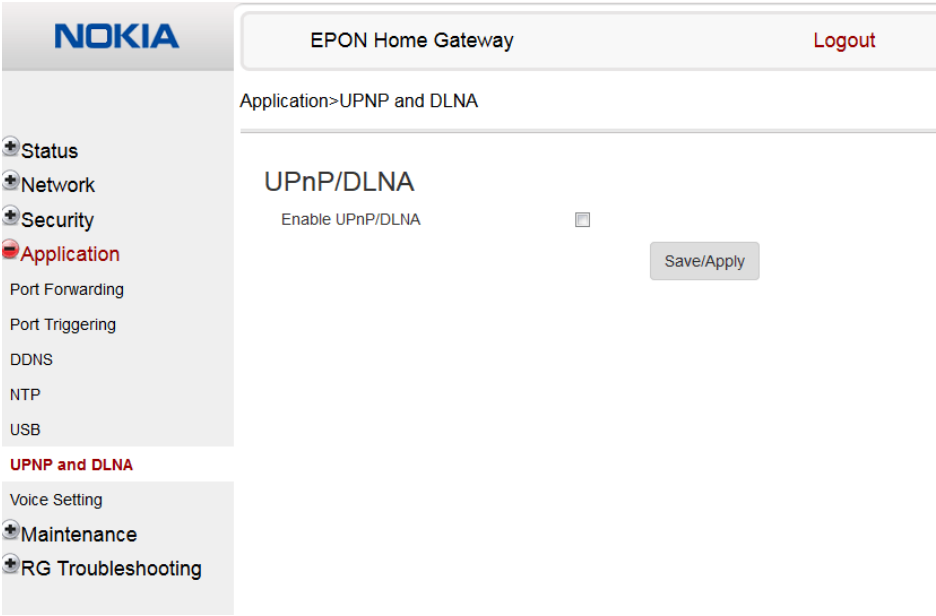 NOKIA
EPON Home Gateway
Logout
Application>UPNP and DLNA
Status
Network
Security
Application
Port Forwarding
Port Triggering
DDNS
NTP
USB
UPNP and DLNA
Voice Setting
Maintenance
RG Troubleshooting
UPnP/DLNA
Enable UPnP/DLNA
Save/Apply